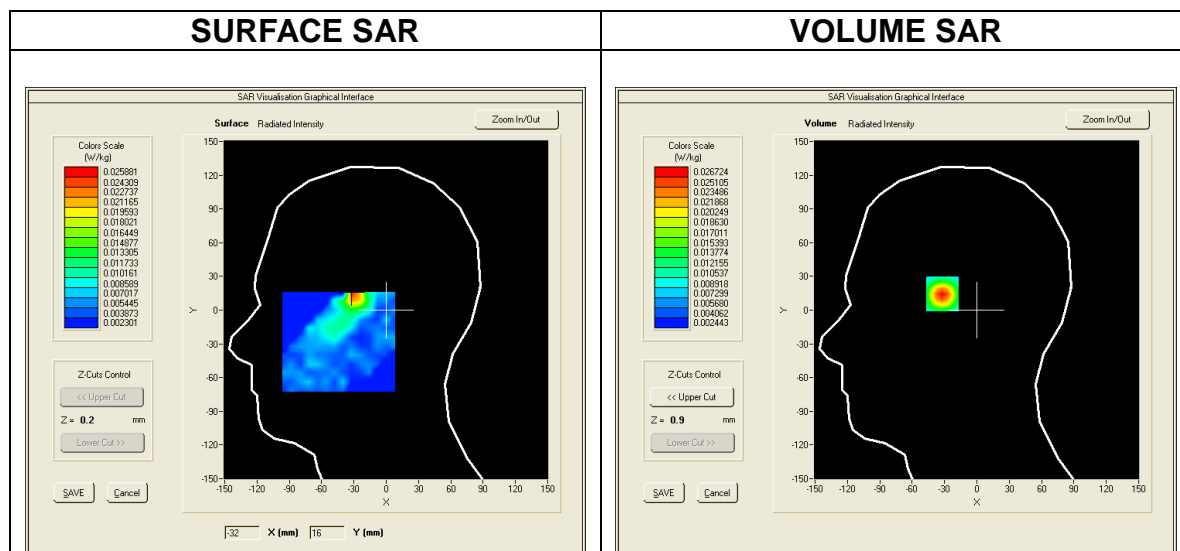 SURFACE SAR
SAR Visualisation Graphical Interface
Surface Radiated Intensity
Zoom In/Out
Colors Scale
(W/kg)
0.025881
0.024309
0.022737
0.021165
0.019593
0.018021
0.016449
0.014877
0.013305
0.011733
0.010161
0.008589
0.007017
0.005445
0.003873
0.002301
Z-Cuts Control
<< Upper Cut
Z = 0.2 mm
Lower Cut >>
SAVE Cancel
150
120
90
60
30
0
-30
-60
-90
-120
-150
Y
-150 -120 -90 -60 -30 0 30 60 90 120 150
X
-32 X (mm) 16 Y (mm)
VOLUME SAR
SAR Visualisation Graphical Interface
Volume Radiated Intensity
Zoom In/Out
Colors Scale
(W/kg)
0.026724
0.025105
0.023486
0.021868
0.020249
0.018630
0.017011
0.015393
0.013774
0.012155
0.010537
0.008918
0.007299
0.005680
0.004062
0.002443
Z-Cuts Control
<< Upper Cut
Z = 0.9 mm
Lower Cut >>
SAVE Cancel
150
120
90
60
30
0
-30
-60
-90
-120
-150
Y
-150 -120 -90 -60 -30 0 30 60 90 120 150
X